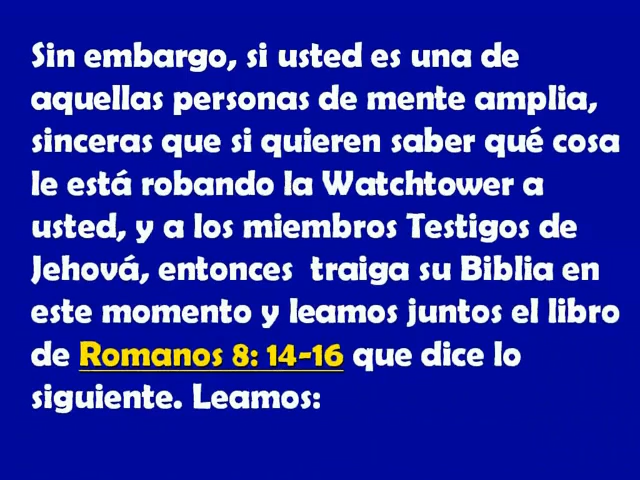 Sin embargo, si usted es una de
aquellas personas de mente amplia,
sinceras que si quieren saber qué cosa
le está robando la Watchtower a
usted, y a los miembros Testigos de
Jehová, entonces  traiga su Biblia en
este momento y leamos juntos el libro
de Romanos 8: 14-16 que dice lo
siguiente. Leamos: